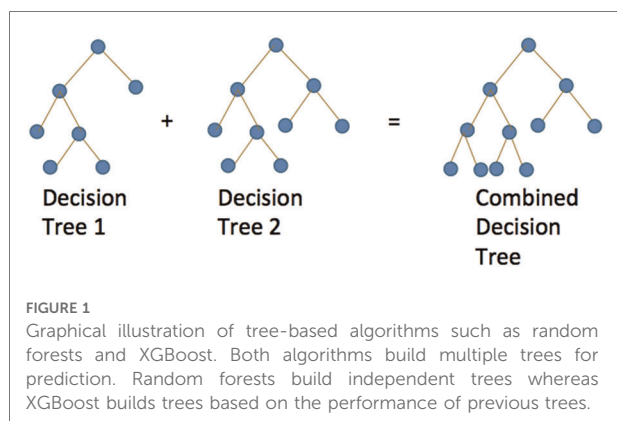 +
=
Decision
Tree 1
Decision
Tree 2
Combined
Decision
Tree
FIGURE 1
Graphical illustration of tree-based algorithms such as random
forests and XGBoost. Both algorithms build multiple trees for
prediction. Random forests build independent trees whereas
XGBoost builds trees based on the performance of previous trees.